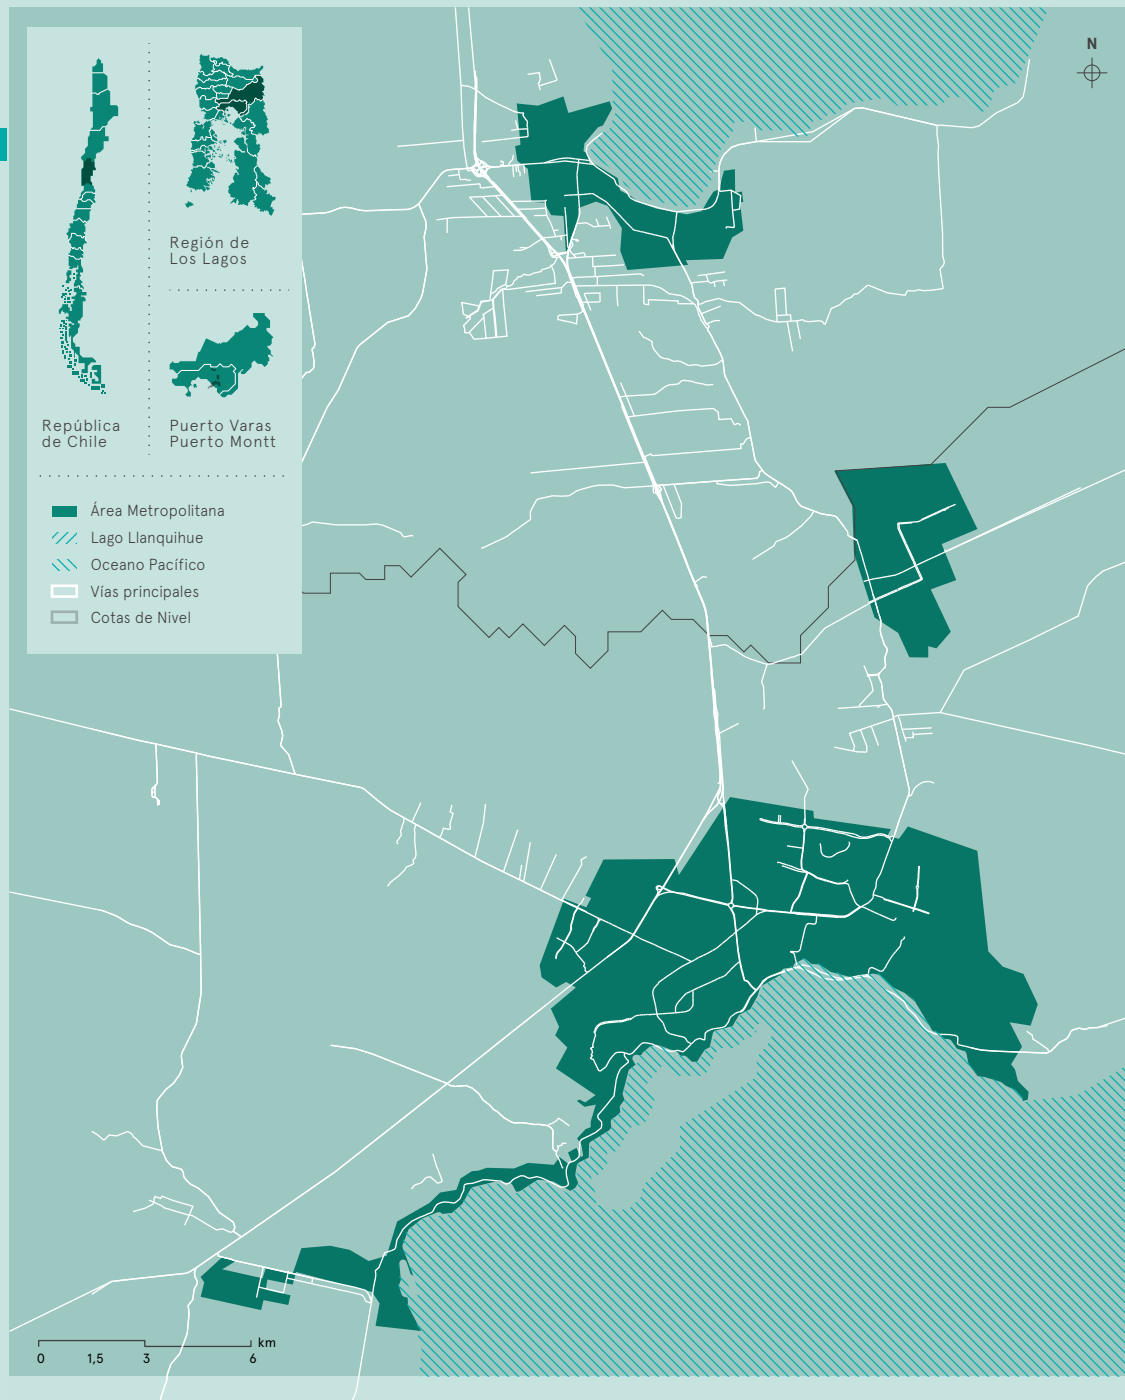 N
Región de
Los Lagos
República
de Chile
Puerto Varas
Puerto Montt
Área Metropolitana
Lago Llanquihue
Oceano Pacífico
Vías principales
Cotas de Nivel
km
0 1,5 3 6